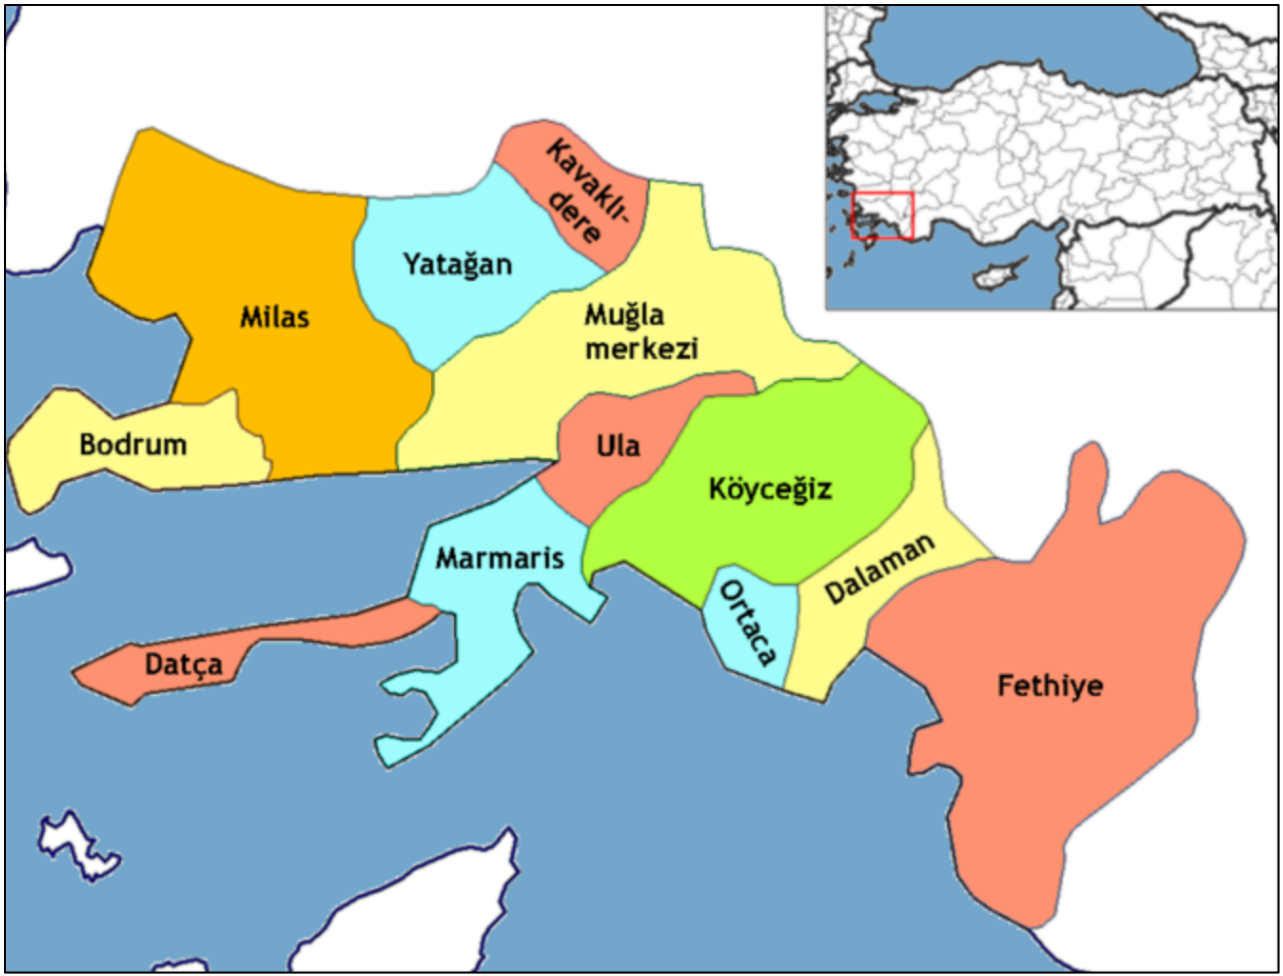 Kavaklı-
dere
Yatağan
Milas
Muğla
merkezi
Bodrum
Ula
Köyceğiz
Marmaris
Dalaman
Ortaca
Datça
Fethiye